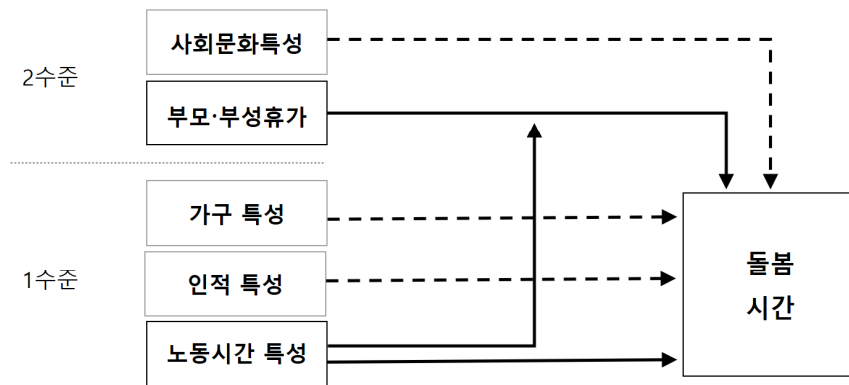 사회문화특성
2수준
부모·부성휴가
가구 특성
1수준
인적 특성
노동시간 특성
돌봄
시간